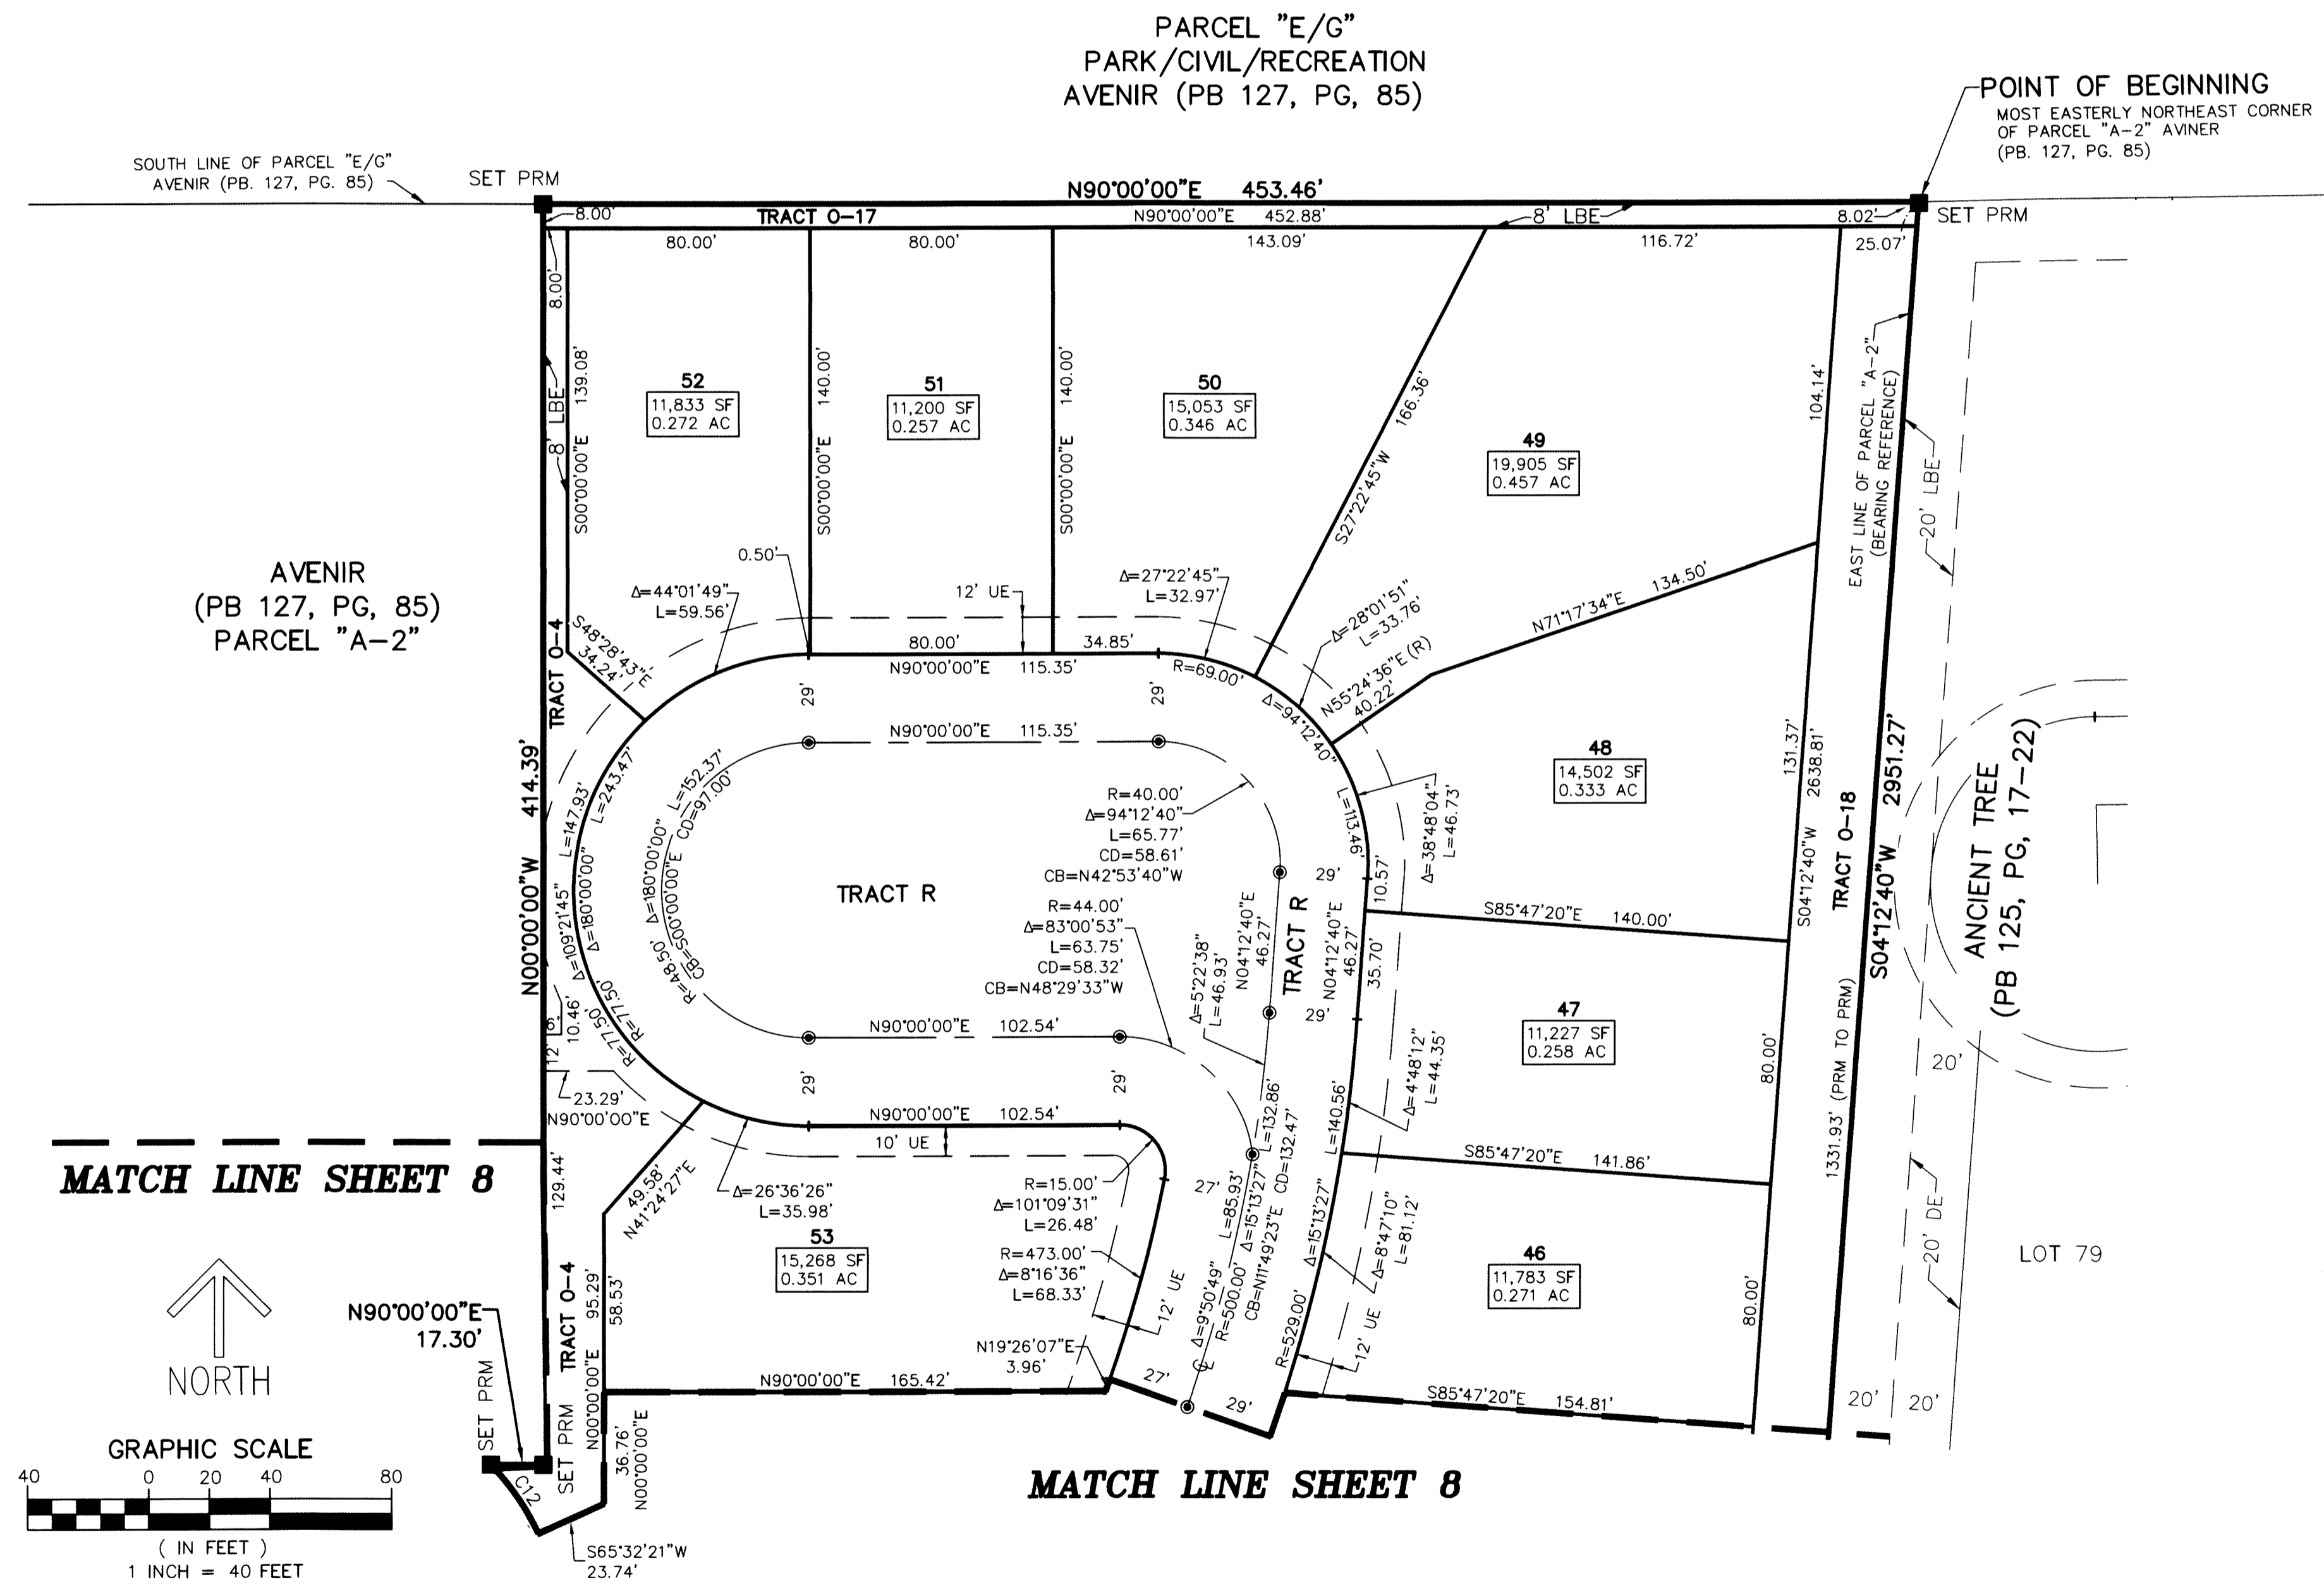 PARCEL "E/G"
PARK/CIVIL/RECREATION
AVENIR (PB 127, PG, 85)
POINT OF BEGINNING
MOST EASTERLY NORTHEAST CORNER
OF PARCEL "A-2" AVINER
(PB. 127, PG. 85)
SOUTH LINE OF PARCEL "E/G"
AVENIR (PB. 127, PG. 85)
SET PRM
N90°00'00"E 453.46'
SET PRM
8.00'
TRACT O-17
N90°00'00"E 452.88'
8' LBE
8.02'
80.00'
80.00'
143.09'
116.72'
25.07'
8.00'
8' LBE
139.08'
S00°00'00"E
52
11,833 SF
0.272 AC
140.00'
S00°00'00"E
51
11,200 SF
0.257 AC
140.00'
S00°00'00"E
50
15,053 SF
0.346 AC
166.36'
S27°22'45"W
49
19,905 SF
0.457 AC
104.14'
EAST LINE OF PARCEL "A-2"
(BEARING REFERENCE)
20' LBE
AVENIR
(PB 127, PG, 85)
PARCEL "A-2"
0.50'
Δ=44°01'49"
L=59.56'
12' UE
Δ=27°22'45"
L=32.97'
Δ=28°01'51"
L=33.76'
N71°17'34"E 134.50'
TRACT O-4
S48°28'43"E
34.24'
80.00'
34.85'
N90°00'00"E 115.35'
R=69.00'
N55°24'36"E (R)
40.22'
Δ=94°12'40"
29'
29'
N90°00'00"E 115.35'
414.39'
N00°00'00"W
L=147.93'
L=243.47'
Δ=180°00'00"
Δ=109°21'45"
R=77.50'
R=77.50'
L=152.37'
CD=97.00'
Δ=180°00'00"
CB=S00°00'00"E
R=48.50'
TRACT R
R=40.00'
Δ=94°12'40"
L=65.77'
CD=58.61'
CB=N42°53'40"W
R=44.00'
Δ=83°00'53"
L=63.75'
CD=58.32'
CB=N48°29'33"W
L=113.46'
Δ=38°48'04"
L=46.73'
48
14,502 SF
0.333 AC
131.37'
S04°12'40"W 2638.81'
TRACT O-18
S04°12'40"W 2951.27'
ANCIENT TREE
(PB 125, PG, 17-22)
29'
10.57'
S85°47'20"E 140.00'
N04°12'40"E
46.27'
TRACT R
N04°12'40"E
46.27'
35.70'
Δ=5°22'38"
L=46.93'
29'
47
11,227 SF
0.258 AC
80.00'
1331.93' (PRM TO PRM)
20'
10.46'
12'
23.29'
N90°00'00"E
N90°00'00"E 102.54'
29'
29'
N90°00'00"E 102.54'
10' UE
L=132.86'
Δ=4°48'12"
L=44.35'
L=140.56'
S85°47'20"E 141.86'
MATCH LINE SHEET 8
129.44'
49.58'
N41°24'27"E
Δ=26°36'26"
L=35.98'
R=15.00'
Δ=101°09'31"
L=26.48'
R=473.00'
Δ=8°16'36"
L=68.33'
27'
L=85.93'
Δ=9°50'49"
R=500.00'
Δ=15°13'27"
CB=N11°49'23"E CD=132.47'
Δ=15°13'27"
R=529.00'
Δ=8°47'10"
L=81.12'
12' UE
12' UE
53
15,268 SF
0.351 AC
46
11,783 SF
0.271 AC
80.00'
20' DE
LOT 79
TRACT O-4
N00°00'00"E 95.29'
58.53'
N90°00'00"E
17.30'
N19°26'07"E
3.96'
N90°00'00"E 165.42'
27'
29'
S85°47'20"E 154.81'
20'
20'
NORTH
SET PRM
SET PRM
C12
36.76'
N00°00'00"E
S65°32'21"W
23.74'
MATCH LINE SHEET 8
GRAPHIC SCALE
40 0 20 40 80
( IN FEET )
1 INCH = 40 FEET